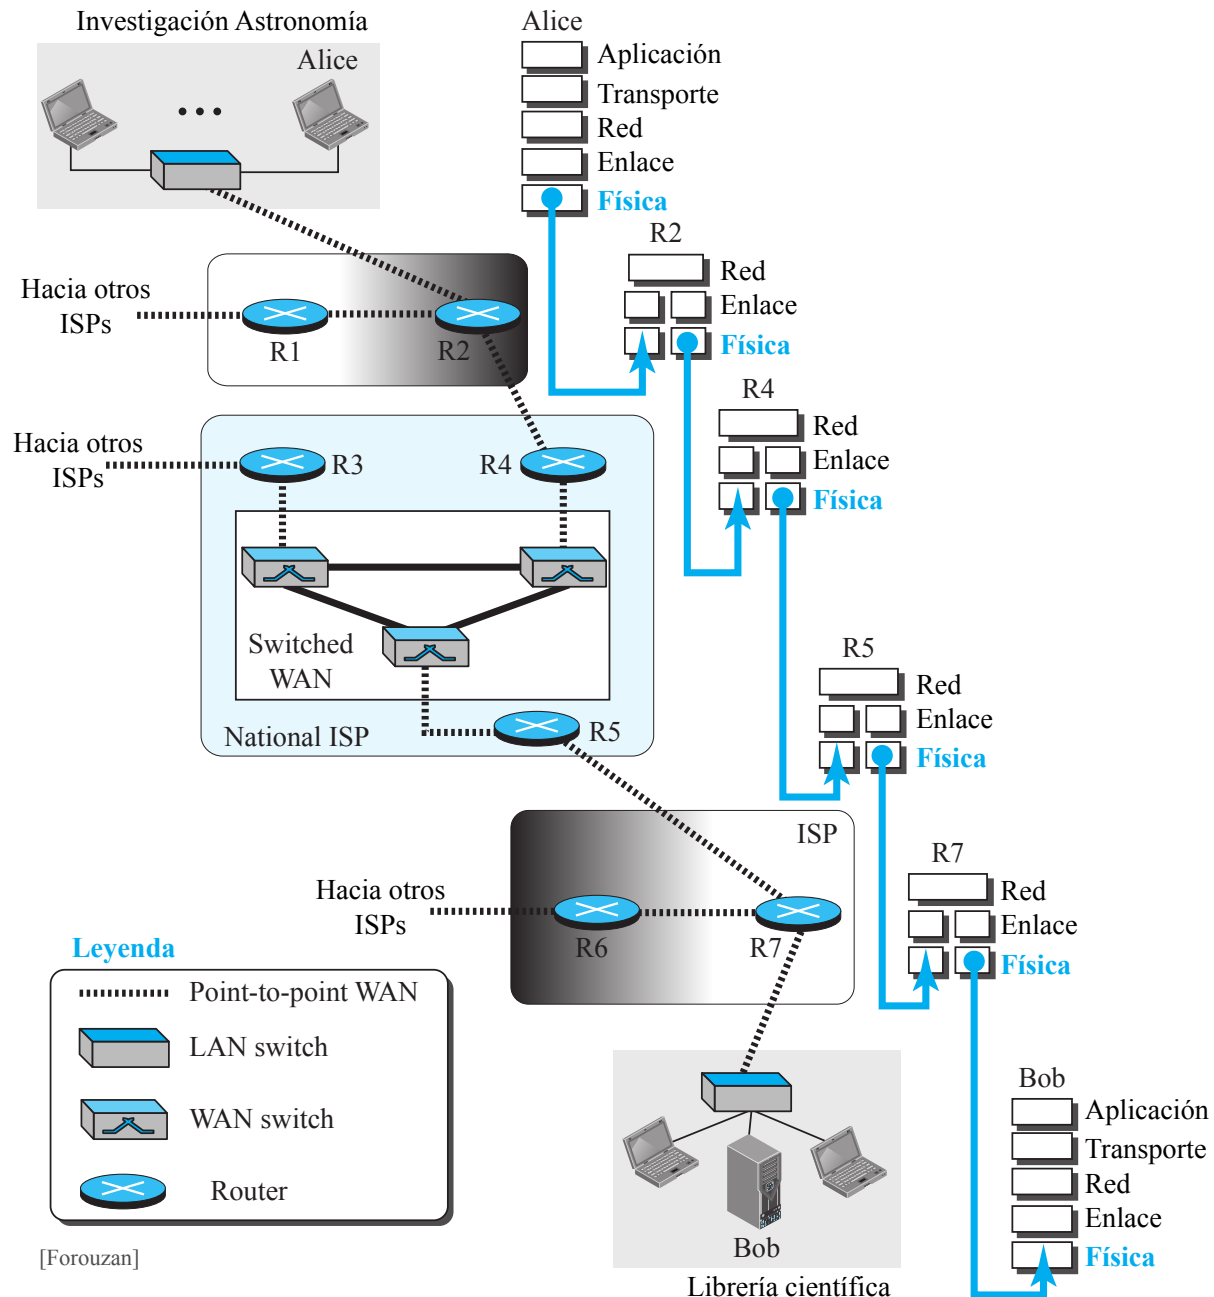 Investigación Astronomía
Alice
Alice
Aplicación
Transporte
Red
Enlace
Física
R2
Red
Enlace
Física
Hacia otros
ISPs
R1
R2
R4
Red
Enlace
Física
Hacia otros
ISPs
R3
R4
Switched
WAN
National ISP
R5
R5
Red
Enlace
Física
ISP
Hacia otros
ISPs
R6
R7
R7
Red
Enlace
Física
Leyenda
Point-to-point WAN
LAN switch
WAN switch
Router
Bob
Librería científica
Bob
Aplicación
Transporte
Red
Enlace
Física
[Forouzan]